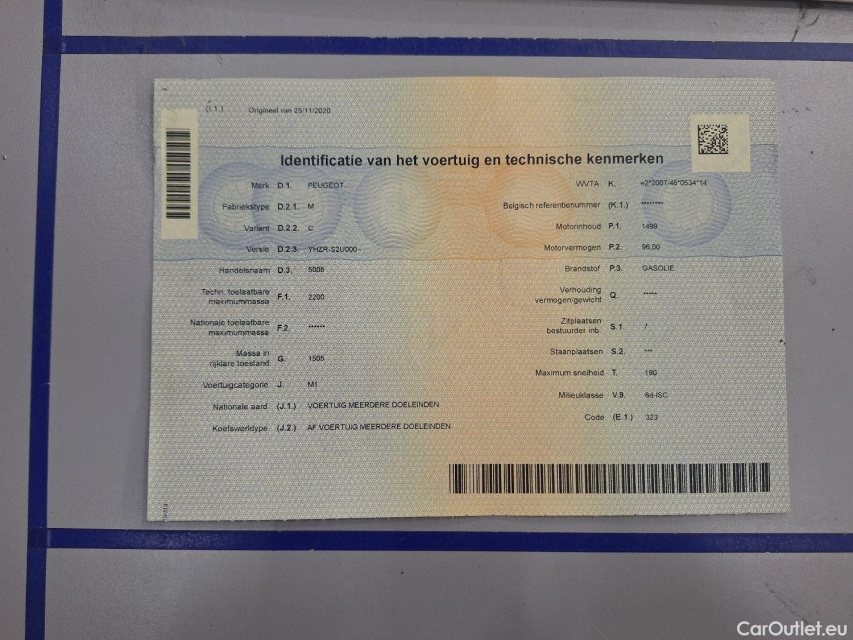 (I.1.) Origineel van 25/11/2020
Identificatie van het voertuig en technische kenmerken
Merk D.1. PEUGEOT
Fabriekstype D.2.1. M
Variant D.2.2. C
Versie D.2.3. YHZR-S2U000-
Handelsnaam D.3. 5008
Techn. toelaatbare
maximummassa F.1. 2200
Nationale toelaatbare
maximummassa F.2. ******
Massa in
rijklare toestand G. 1505
Voertuigcategorie J. M1
Nationale aard (J.1.) VOERTUIG MEERDERE DOELEINDEN
Koetswerktype (J.2.) AF VOERTUIG MEERDERE DOELEINDEN
WVTA K. e2*2007/46*0534*14
Belgisch referentienummer (K.1.) ********
Motorinhoud P.1. 1499
Motorvermogen P.2. 96,00
Brandstof P.3. GASOLIE
Verhouding
vermogen/gewicht Q. *****
Zitplaatsen
bestuurder inb. S.1. 7
Staanplaatsen S.2. ***
Maximum snelheid T. 190
Milieuklasse V.9. 6d-ISC
Code (E.1.) 323
CarOutlet.eu